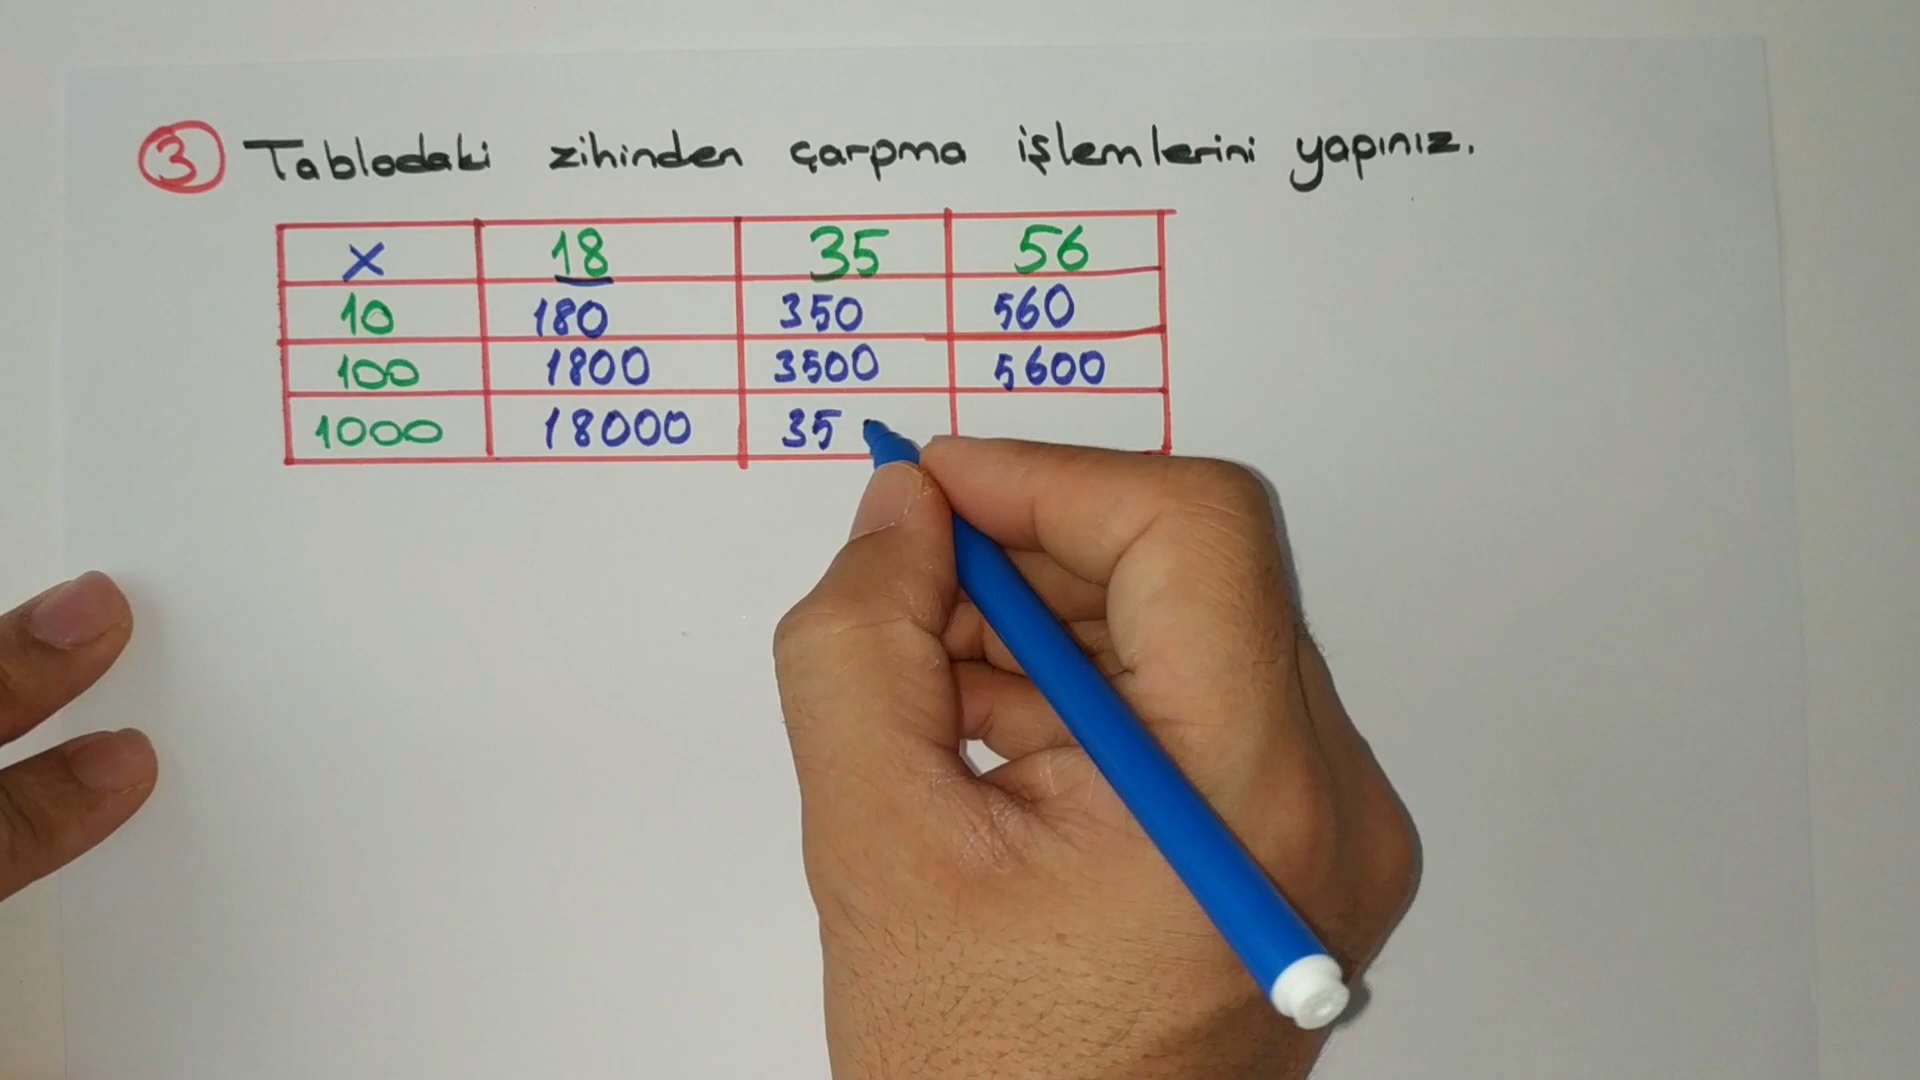 3 Tablodaki zihinden çarpma işlemlerini yapınız.
x 18 35 56
10 180 350 560
100 1800 3500 5600
1000 18000 35